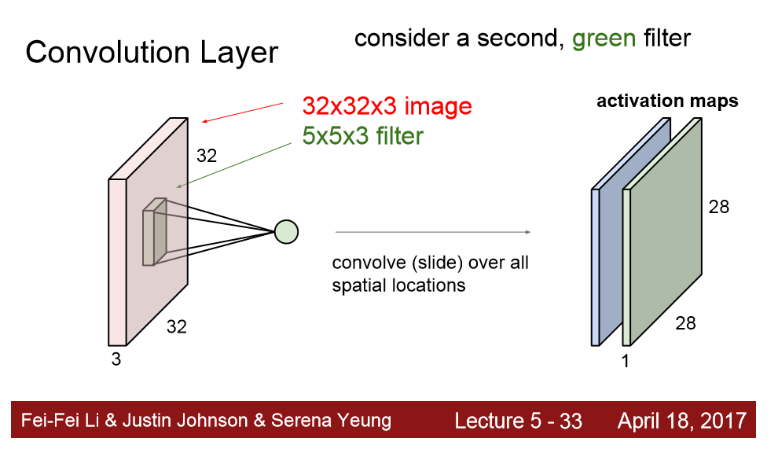 Convolution Layer
consider a second, green filter
32x32x3 image
5x5x3 filter
32
32
3
convolve (slide) over all
spatial locations
activation maps
28
28
1
Fei-Fei Li & Justin Johnson & Serena Yeung
Lecture 5 - 33
April 18, 2017